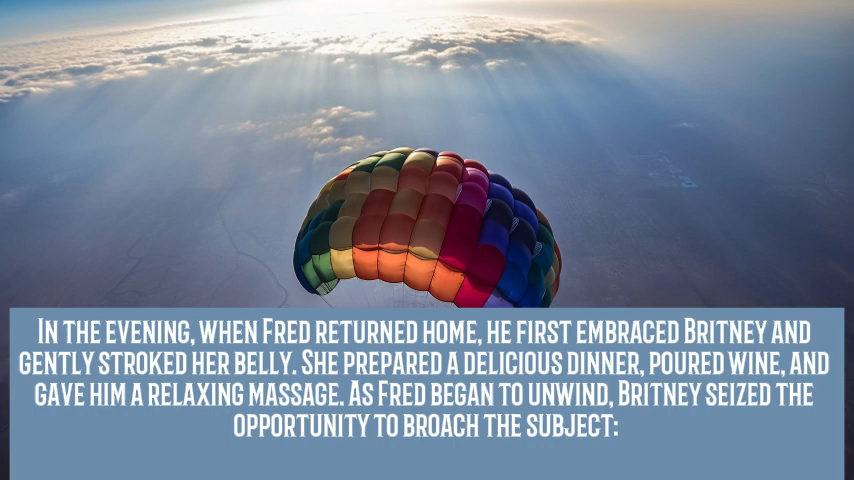 In the evening, when Fred returned home, he first embraced Britney and
gently stroked her belly. She prepared a delicious dinner, poured wine, and
gave him a relaxing massage. As Fred began to unwind, Britney seized the
opportunity to broach the subject: